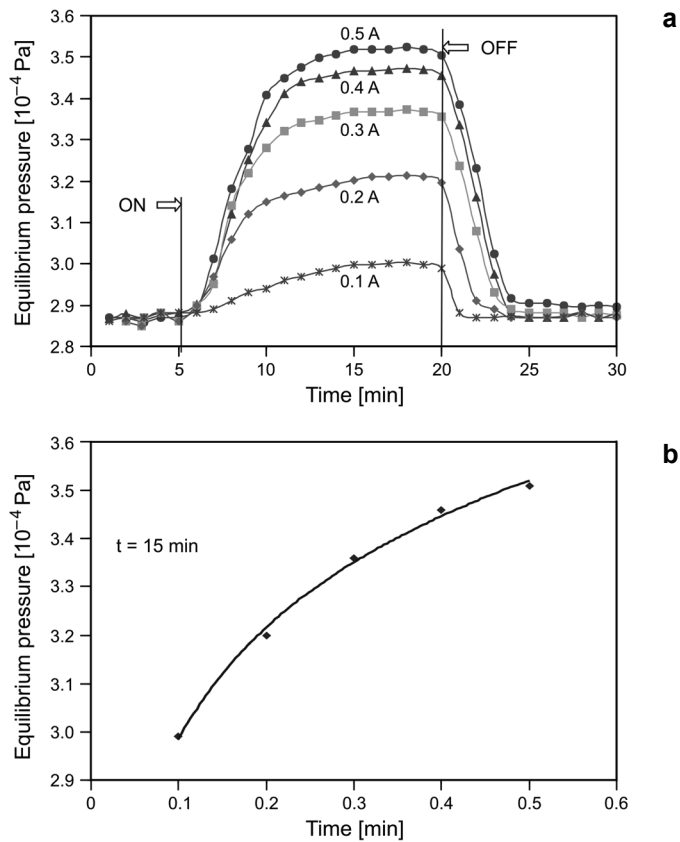 a
3.6
0.5 A
3.5
OFF
0.4 A
3.4
0.3 A
3.3
3.2
0.2 A
ON
3.1
3.0
0.1 A
2.9
2.8
0 5 10 15 20 25 30
Time [min]
Equilibrium pressure [10⁻⁴ Pa]
b
3.6
3.5
3.4
t = 15 min
3.3
3.2
3.1
3.0
2.9
0 0.1 0.2 0.3 0.4 0.5 0.6
Time [min]
Equilibrium pressure [10⁻⁴ Pa]